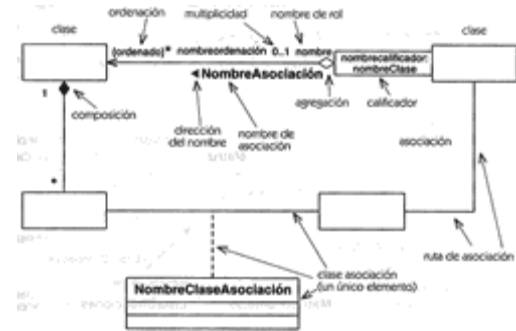 ordenación
multiplicidad
nombre de rol
clase
clase
{ordenado}* nombreordenación 0..1 nombre
nombrecalificador:
nombreClase
◄NombreAsociación
1
composición
agregación
calificador
dirección
del nombre
nombre de
asociación
asociación
*
ruta de asociación
clase asociación
(un único elemento)
NombreClaseAsociación